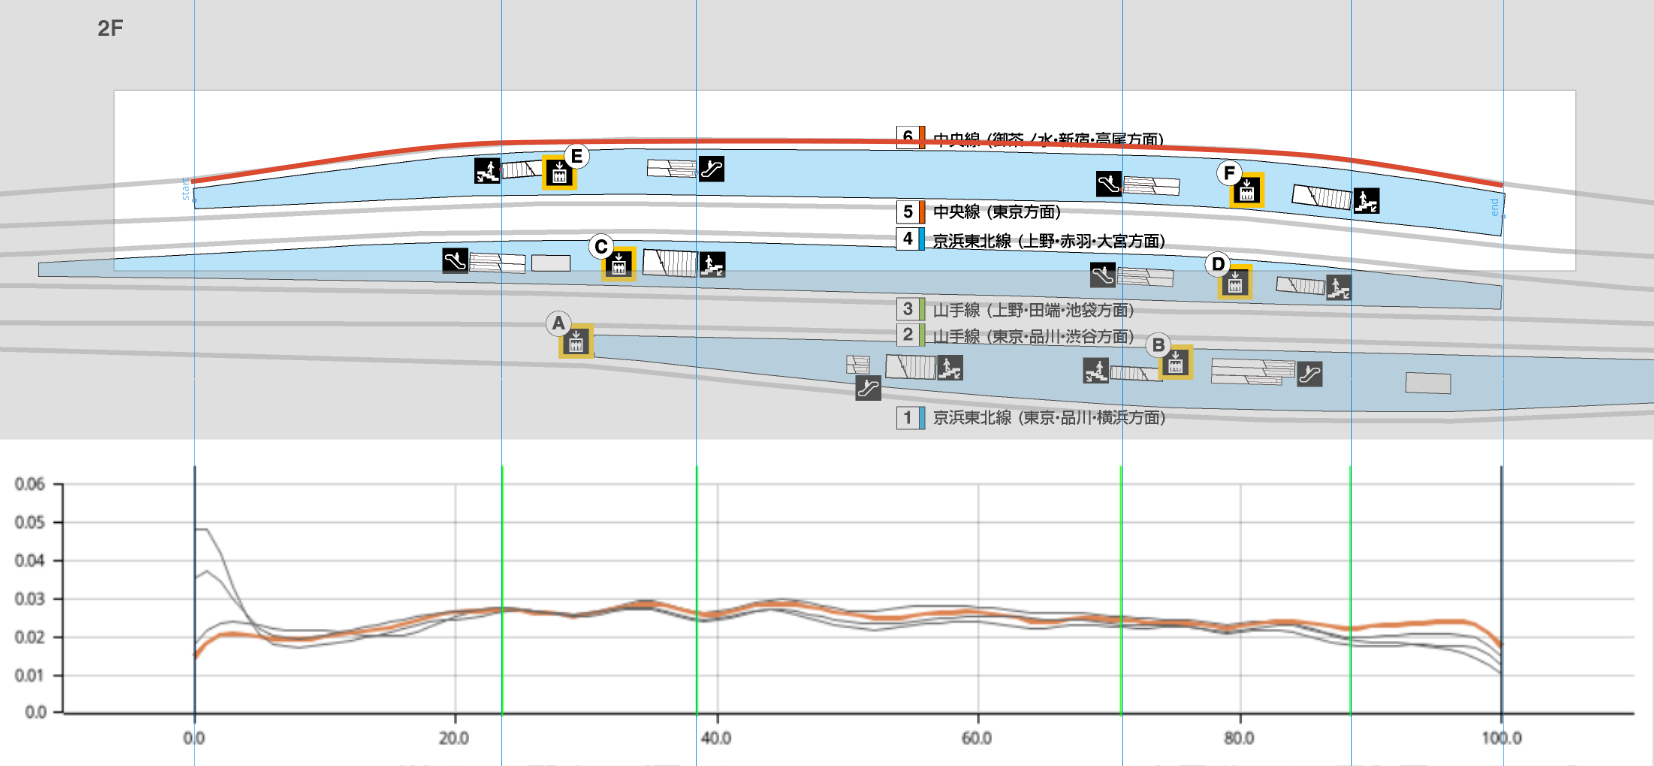 2F
6 中央線 (御茶ノ水・新宿・高尾方面)
E
F
start
end
5 中央線 (東京方面)
4 京浜東北線 (上野・赤羽・大宮方面)
C
D
3 山手線 (上野・田端・池袋方面)
2 山手線 (東京・品川・渋谷方面)
A
B
1 京浜東北線 (東京・品川・横浜方面)
0.06
0.05
0.04
0.03
0.02
0.01
0.0
0.0 20.0 40.0 60.0 80.0 100.0